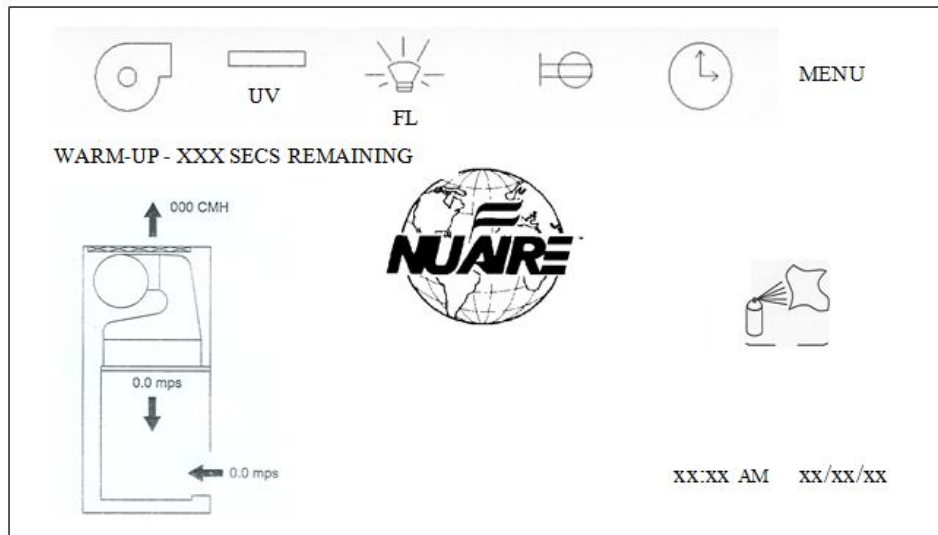 MENU
UV
FL
WARM-UP - XXX SECS REMAINING
000 CMH
NUAIRE
0.0 mps
0.0 mps
xx:xx AM xx/xx/xx